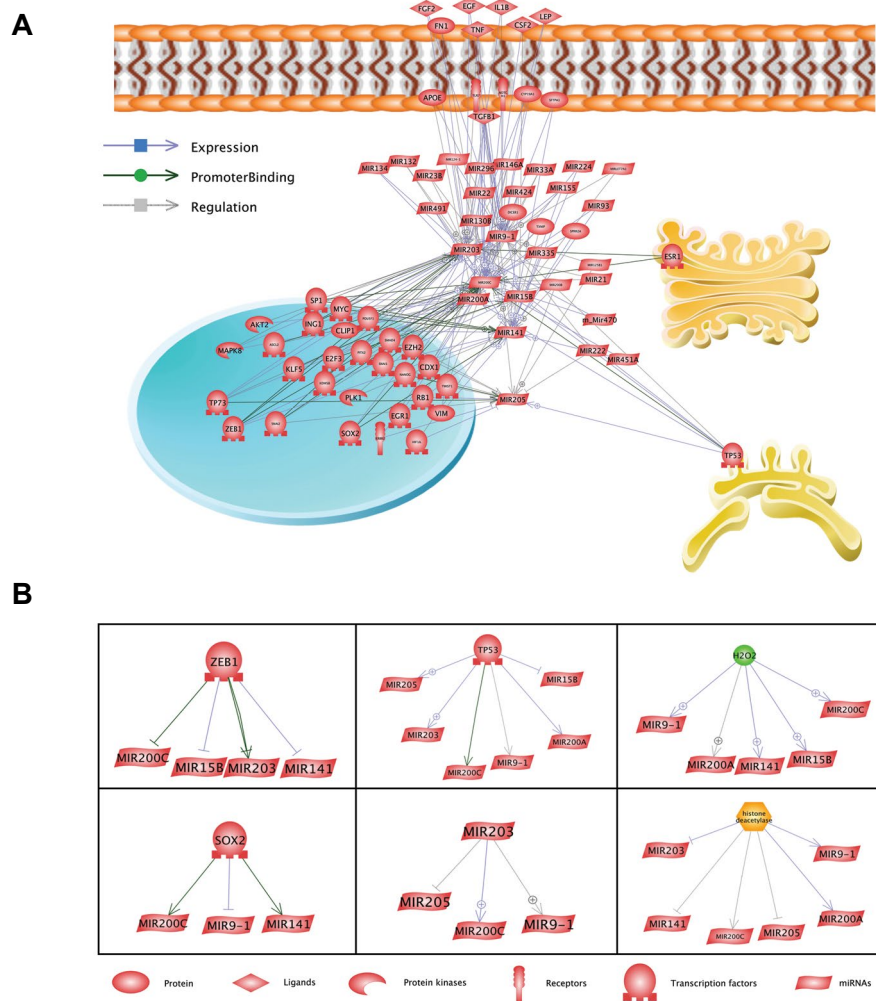 A
FGF2
EGF
IL1B
LEP
FN1
TNF
CSF2
APOE
TGFB1
Expression
PromoterBinding
Regulation
MIR134
MIR132
MIR23B
MIR296
MIR146A
MIR33A
MIR224
MIR22
MIR424
MIR155
MIR491
MIR130B
MIR93
MIR9-1
MIR203
MIR335
ESR1
MIR21
MIR200A
MIR15B
m_Mir470
MIR141
MIR222
MIR451A
MIR205
SP1
MYC
AKT2
ING1
CLIP1
MAPK8
E2F3
EZH2
KLF5
CDX1
TP73
PLK1
RB1
EGR1
VIM
ZEB1
SOX2
TP53
B
ZEB1
MIR200C
MIR15B
MIR203
MIR141
TP53
MIR205
MIR15B
MIR203
MIR200A
MIR200C
MIR9-1
H2O2
MIR9-1
MIR200C
MIR200A
MIR141
MIR15B
SOX2
MIR200C
MIR9-1
MIR141
MIR203
MIR205
MIR200C
MIR9-1
histone
deacetylase
MIR203
MIR9-1
MIR141
MIR200C
MIR205
MIR200A
Protein
Ligands
Protein kinases
Receptors
Transcription factors
miRNAs